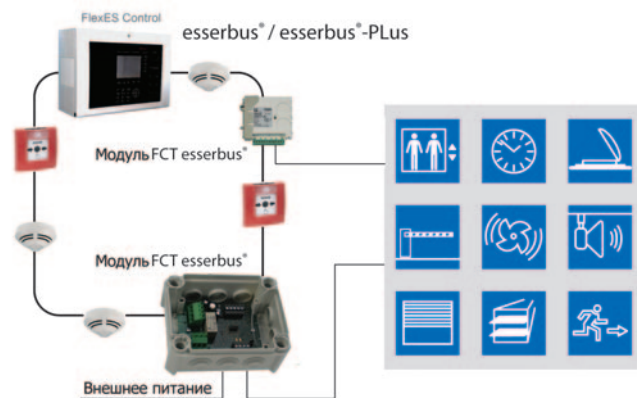 FlexES Control
esserbus® / esserbus®-PLus
Модуль FCT esserbus®
Модуль FCT esserbus®
Внешнее питание